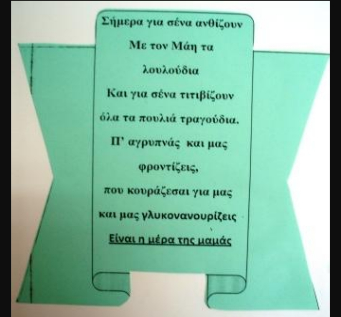 Σήμερα για σένα ανθίζουν
Με τον Μάη τα
λουλούδια
Και για σένα τιτιβίζουν
όλα τα πουλιά τραγούδια.
Π' αγρυπνάς και μας
φροντίζεις,
που κουράζεσαι για μας
και μας γλυκονανουρίζεις
Είναι η μέρα της μαμάς